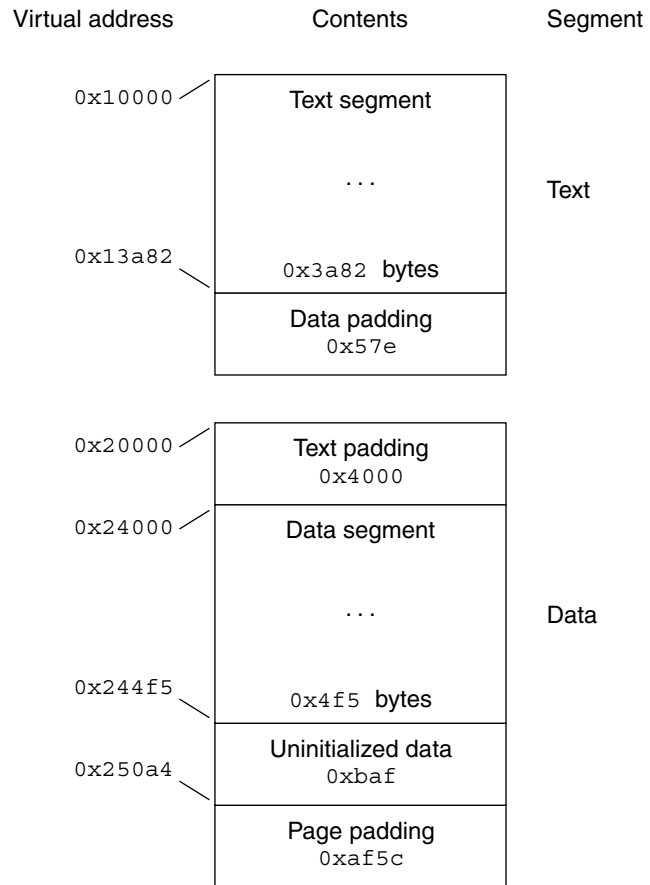 Virtual address Contents Segment
0x10000
Text segment
...
Text
0x13a82
0x3a82 bytes
Data padding
0x57e
0x20000
Text padding
0x4000
0x24000
Data segment
...
Data
0x244f5
0x4f5 bytes
Uninitialized data
0x250a4
0xbaf
Page padding
0xaf5c